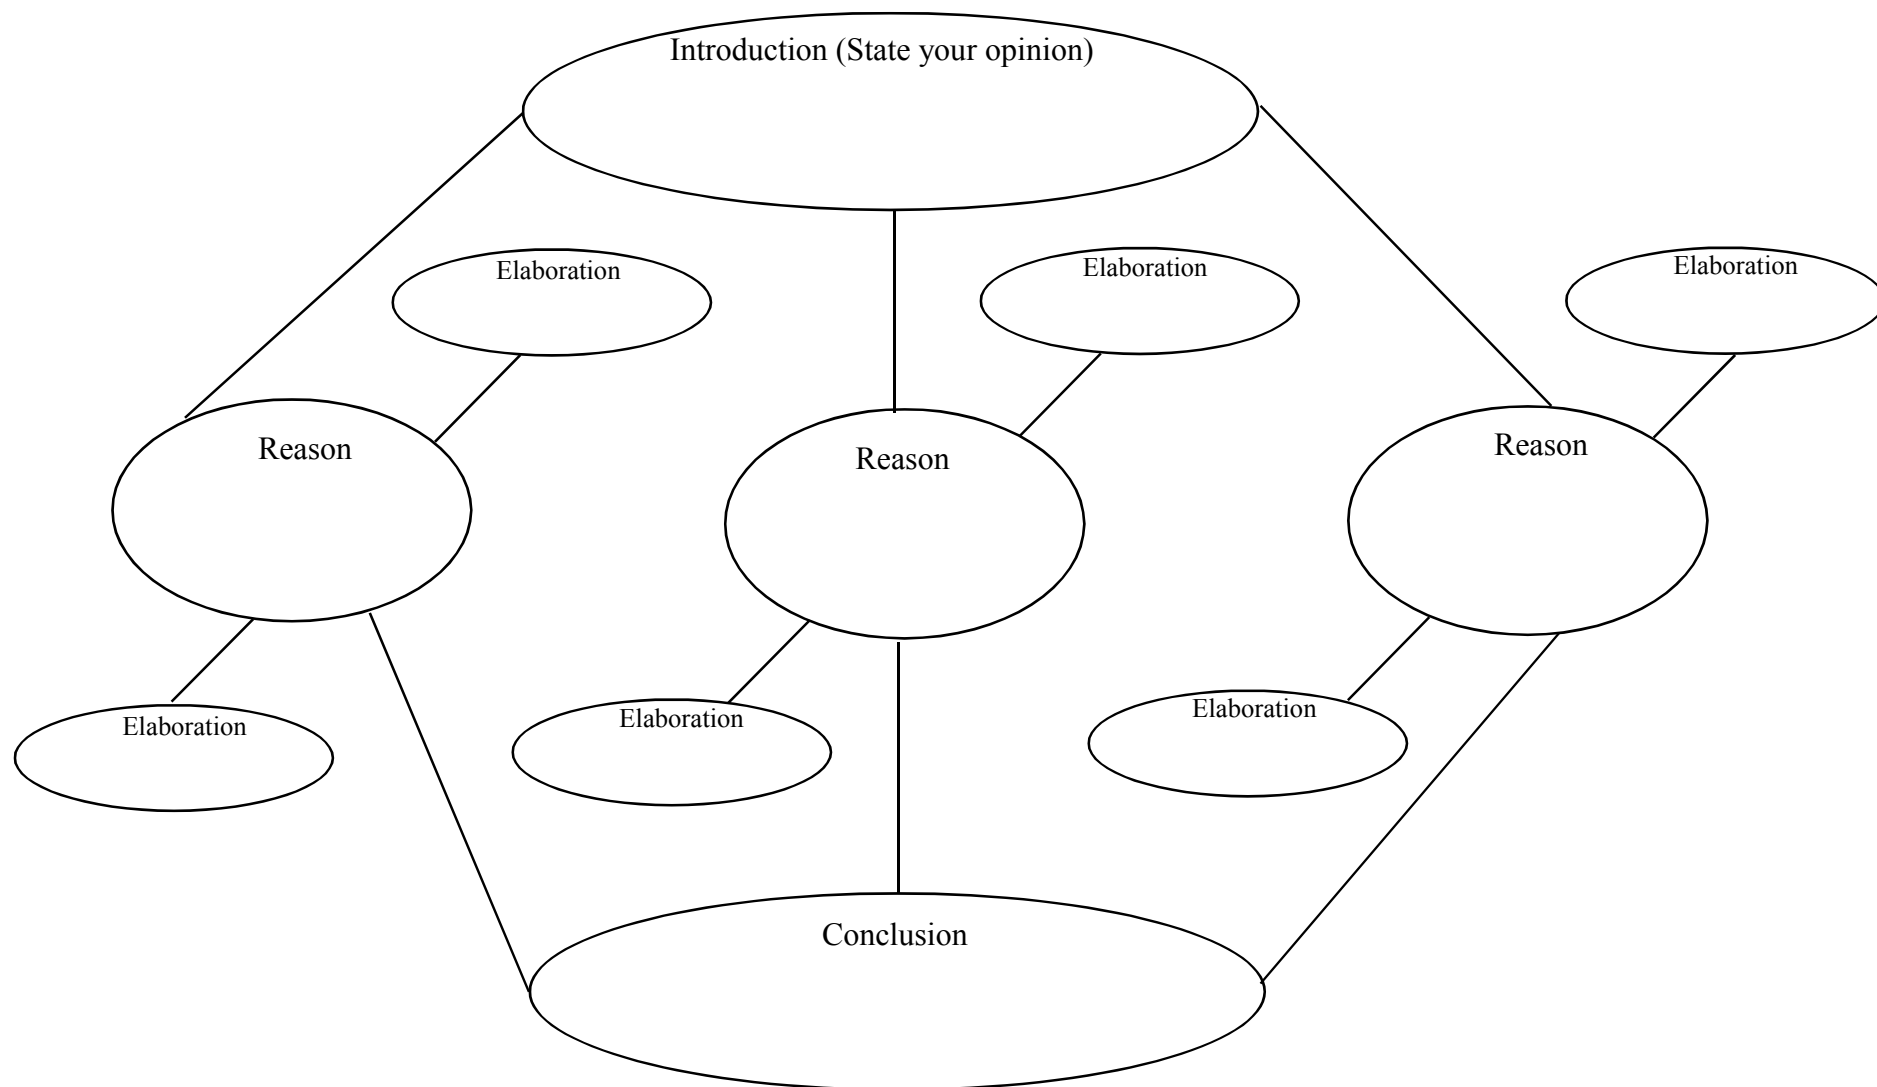 Introduction (State your opinion)
Elaboration
Elaboration
Elaboration
Reason
Reason
Reason
Elaboration
Elaboration
Elaboration
Conclusion